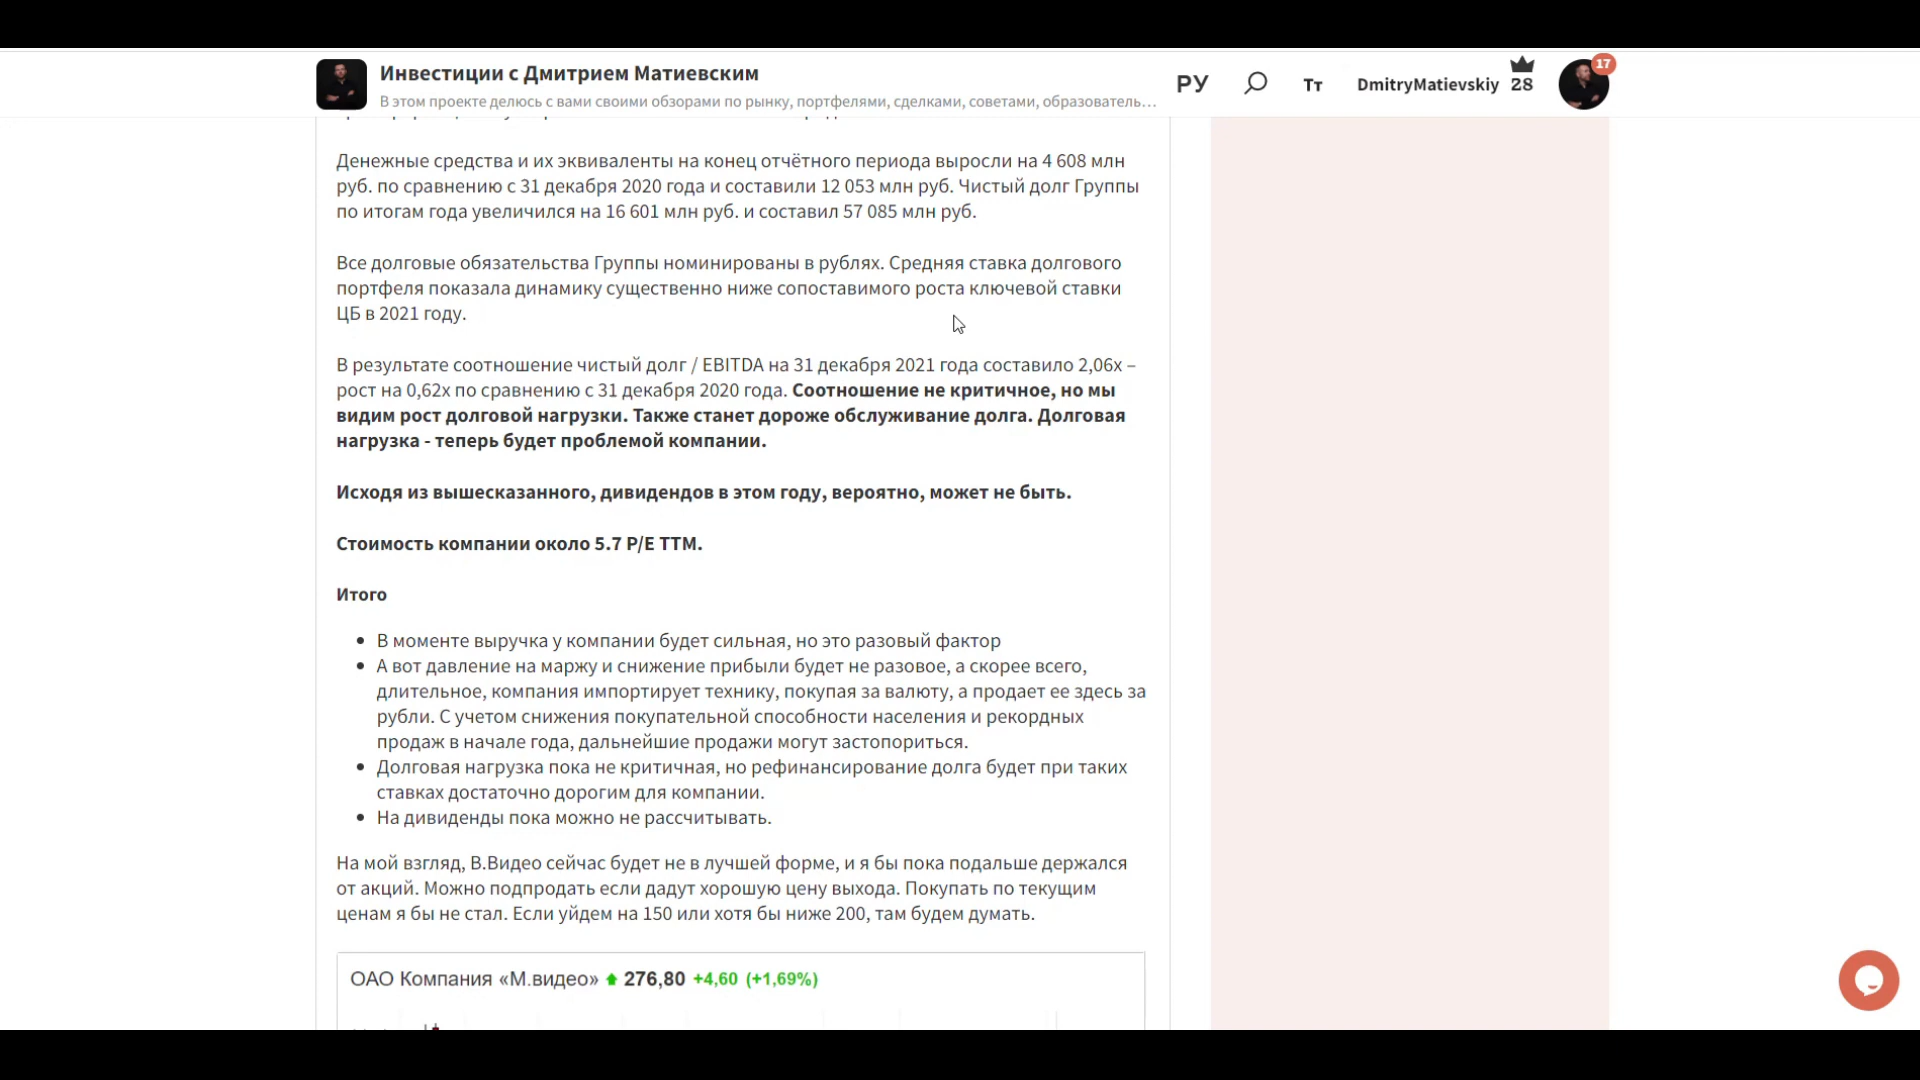 Инвестиции с Дмитрием Матиевским
В этом проекте делюсь с вами своими обзорами по рынку, портфелями, сделками, советами, образователь...
РУ
Тт
DmitryMatievskiy
28
17
Денежные средства и их эквиваленты на конец отчётного периода выросли на 4 608 млн
руб. по сравнению с 31 декабря 2020 года и составили 12 053 млн руб. Чистый долг Группы
по итогам года увеличился на 16 601 млн руб. и составил 57 085 млн руб.
Все долговые обязательства Группы номинированы в рублях. Средняя ставка долгового
портфеля показала динамику существенно ниже сопоставимого роста ключевой ставки
ЦБ в 2021 году.
В результате соотношение чистый долг / EBITDA на 31 декабря 2021 года составило 2,06x –
рост на 0,62x по сравнению с 31 декабря 2020 года. Соотношение не критичное, но мы
видим рост долговой нагрузки. Также станет дороже обслуживание долга. Долговая
нагрузка - теперь будет проблемой компании.
Исходя из вышесказанного, дивидендов в этом году, вероятно, может не быть.
Стоимость компании около 5.7 P/E TTM.
Итого
• В моменте выручка у компании будет сильная, но это разовый фактор
• А вот давление на маржу и снижение прибыли будет не разовое, а скорее всего,
длительное, компания импортирует технику, покупая за валюту, а продает ее здесь за
рубли. С учетом снижения покупательной способности населения и рекордных
продаж в начале года, дальнейшие продажи могут застопориться.
• Долговая нагрузка пока не критичная, но рефинансирование долга будет при таких
ставках достаточно дорогим для компании.
• На дивиденды пока можно не рассчитывать.
На мой взгляд, В.Видео сейчас будет не в лучшей форме, и я бы пока подальше держался
от акций. Можно подпродать если дадут хорошую цену выхода. Покупать по текущим
ценам я бы не стал. Если уйдем на 150 или хотя бы ниже 200, там будем думать.
ОАО Компания «М.видео» 276,80 +4,60 (+1,69%)